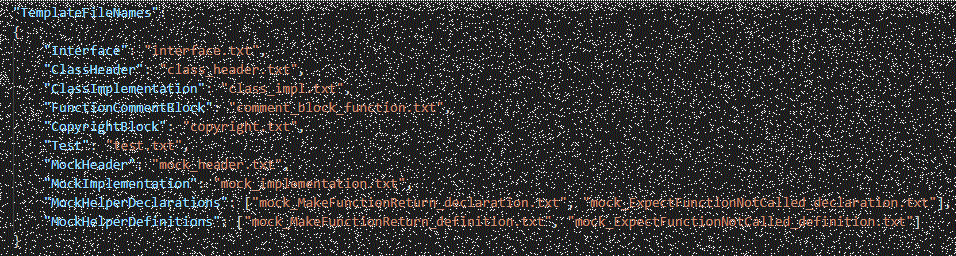 "TemplateFileNames":
{
"Interface": "interface.txt",
"ClassHeader": "class_header.txt",
"ClassImplementation": "class_impl.txt",
"FunctionCommentBlock": "comment_block_function.txt",
"CopyrightBlock": "copyright.txt",
"Test": "test.txt",
"MockHeader": "mock_header.txt",
"MockImplementation": "mock_implementation.txt",
"MockHelperDeclarations": ["mock_MakeFunctionReturn_declaration.txt", "mock_ExpectFunctionNotCalled_declaration.txt"],
"MockHelperDefinitions": ["mock_MakeFunctionReturn_definition.txt", "mock_ExpectFunctionNotCalled_definition.txt"]
}